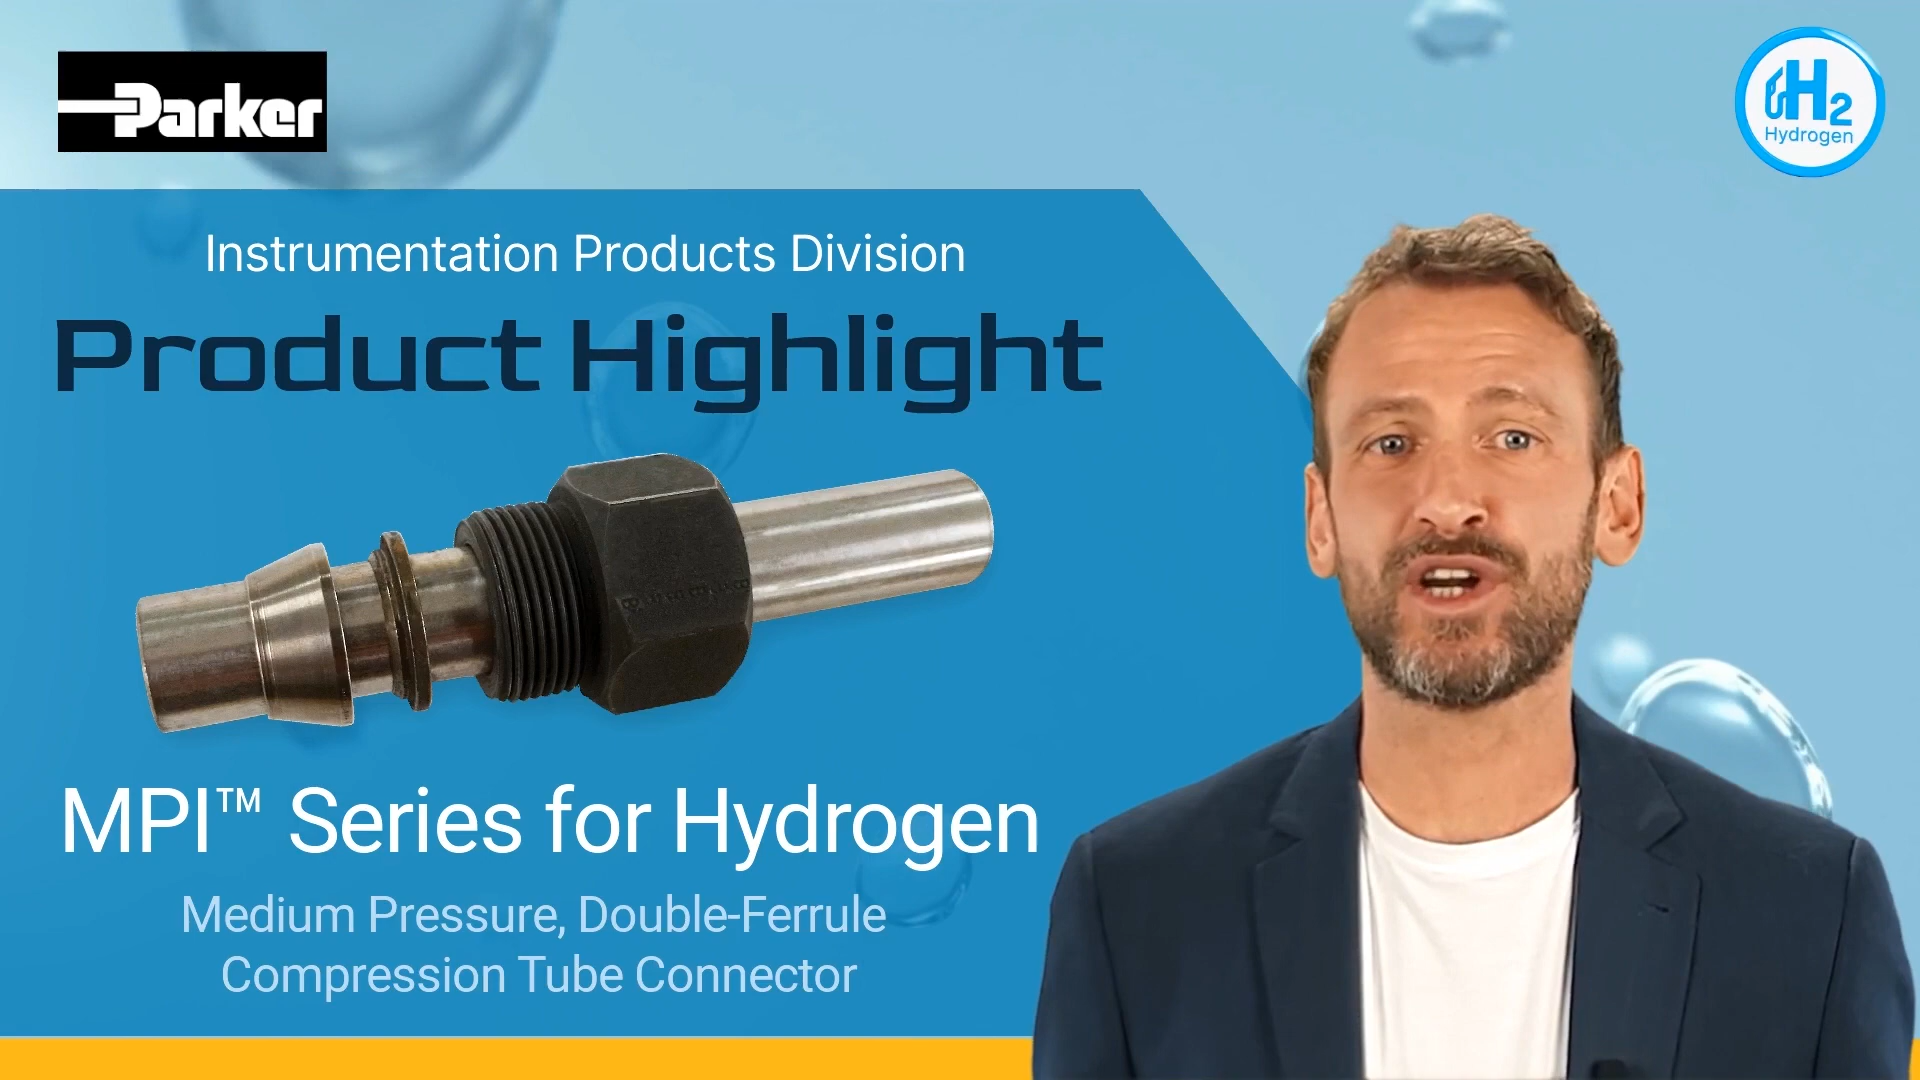 Parker
H2
Hydrogen
Instrumentation Products Division
Product Highlight
MPI™ Series for Hydrogen
Medium Pressure, Double-Ferrule
Compression Tube Connector